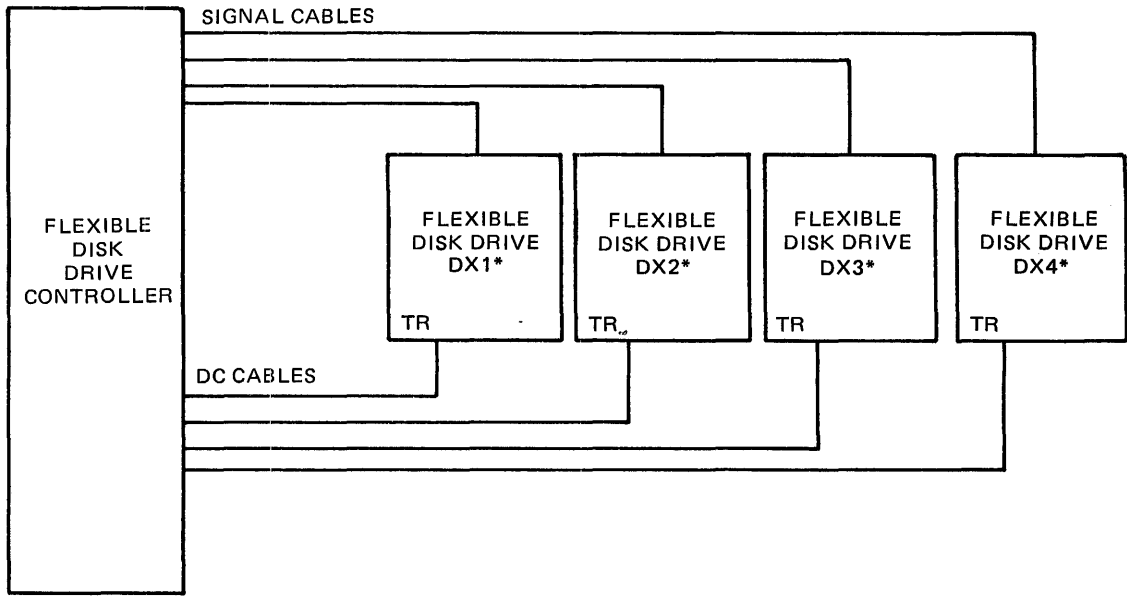 SIGNAL CABLES
FLEXIBLE
DISK
DRIVE
CONTROLLER
FLEXIBLE
DISK DRIVE
DX1*
TR
FLEXIBLE
DISK DRIVE
DX2*
TR
FLEXIBLE
DISK DRIVE
DX3*
TR
FLEXIBLE
DISK DRIVE
DX4*
TR
DC CABLES